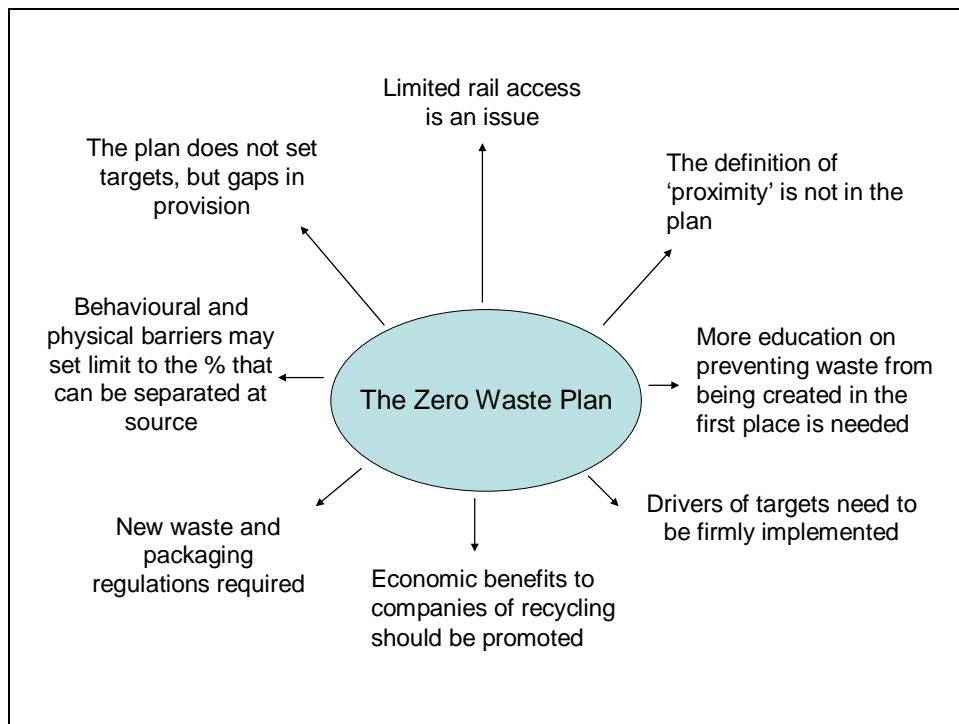 Limited rail access
is an issue
The plan does not set
targets, but gaps in
provision
The definition of
‘proximity’ is not in the
plan
Behavioural and
physical barriers may
set limit to the % that
can be separated at
source
The Zero Waste Plan
More education on
preventing waste from
being created in the
first place is needed
New waste and
packaging
regulations required
Economic benefits to
companies of recycling
should be promoted
Drivers of targets need to
be firmly implemented